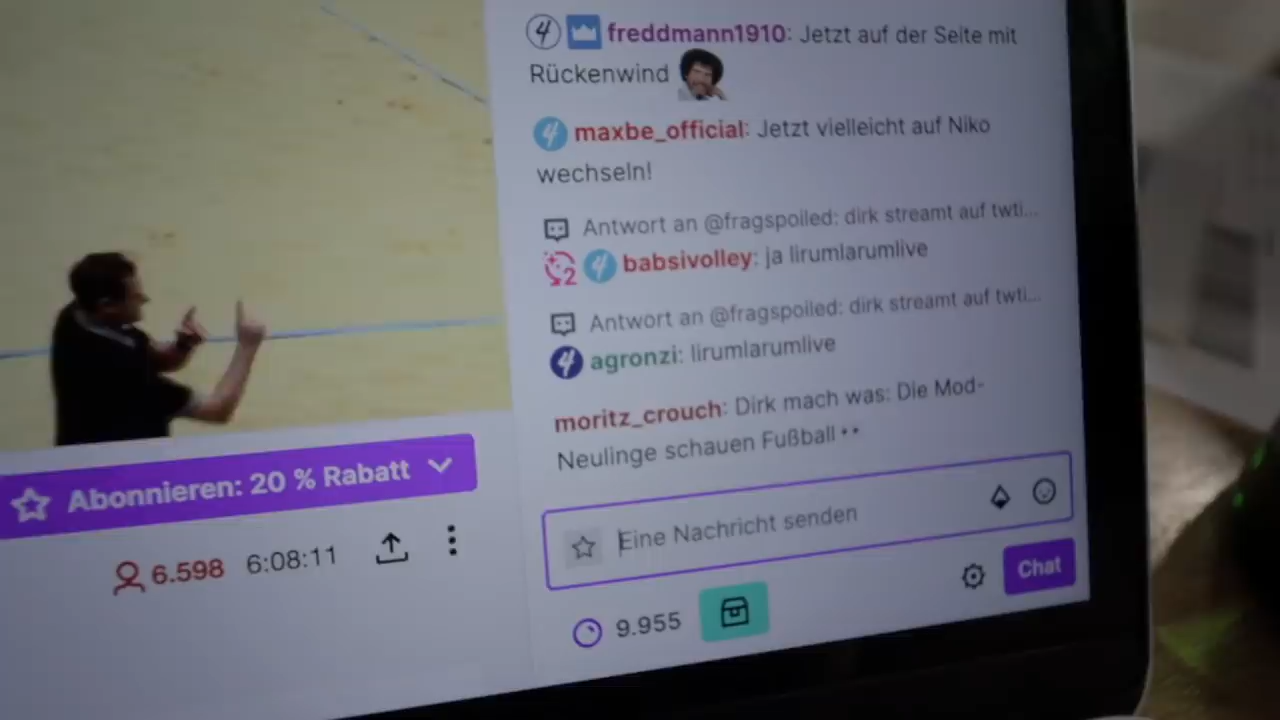 freddmann1910: Jetzt auf der Seite mit
Rückenwind
maxbe_official: Jetzt vielleicht auf Niko
wechseln!
Antwort an @fragspoiled: dirk streamt auf twti...
babsivolley: ja lirumlarumlive
Antwort an @fragspoiled: dirk streamt auf twti...
agronzi: lirumlarumlive
moritz_crouch: Dirk mach was: Die Mod-
Neulinge schauen Fußball
Abonnieren: 20 % Rabatt
6.598 6:08:11
Eine Nachricht senden
9.955
Chat